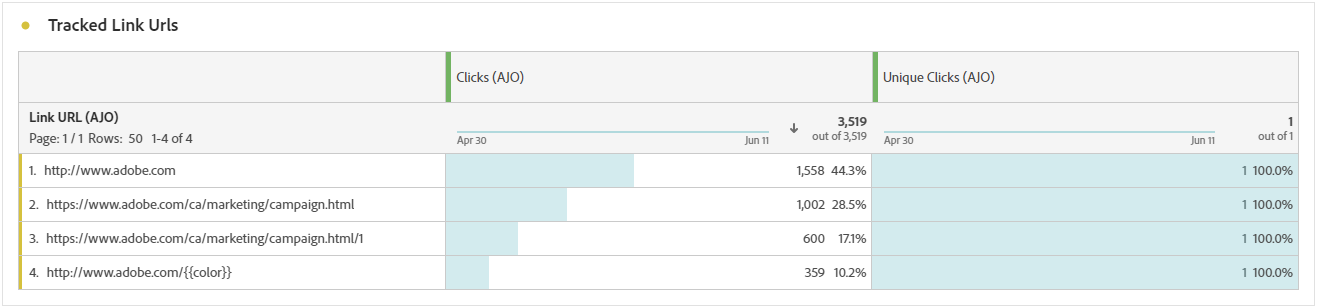 Tracked Link Urls
Clicks (AJO) Unique Clicks (AJO)
Link URL (AJO)
Page: 1 / 1 Rows: 50 1-4 of 4
Apr 30 Jun 11 3,519 out of 3,519
Apr 30 Jun 11 1 out of 1
1. http://www.adobe.com 1,558 44.3% 1 100.0%
2. https://www.adobe.com/ca/marketing/campaign.html 1,002 28.5% 1 100.0%
3. https://www.adobe.com/ca/marketing/campaign.html/1 600 17.1% 1 100.0%
4. http://www.adobe.com/{{color}} 359 10.2% 1 100.0%